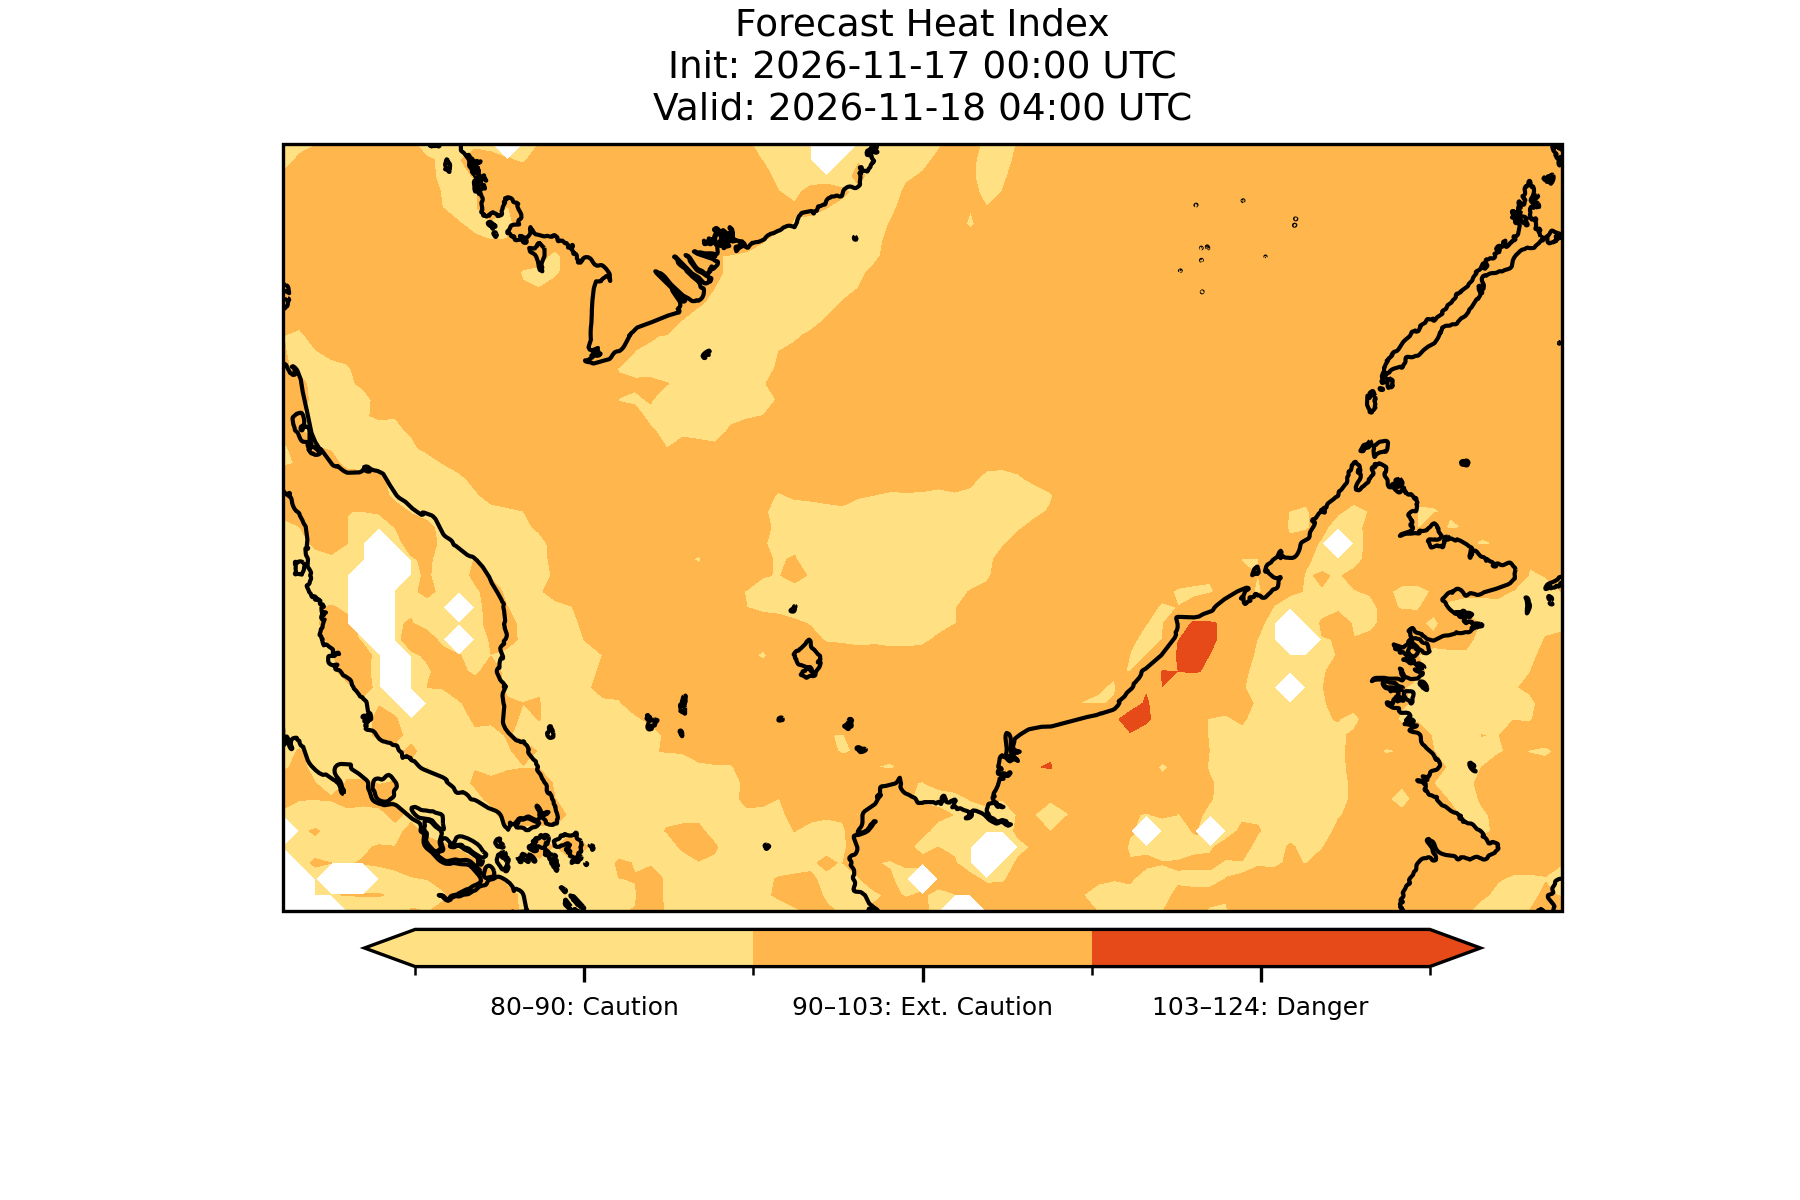 Forecast Heat Index
Init: 2026-11-17 00:00 UTC
Valid: 2026-11-18 04:00 UTC
80–90: Caution
90–103: Ext. Caution
103–124: Danger